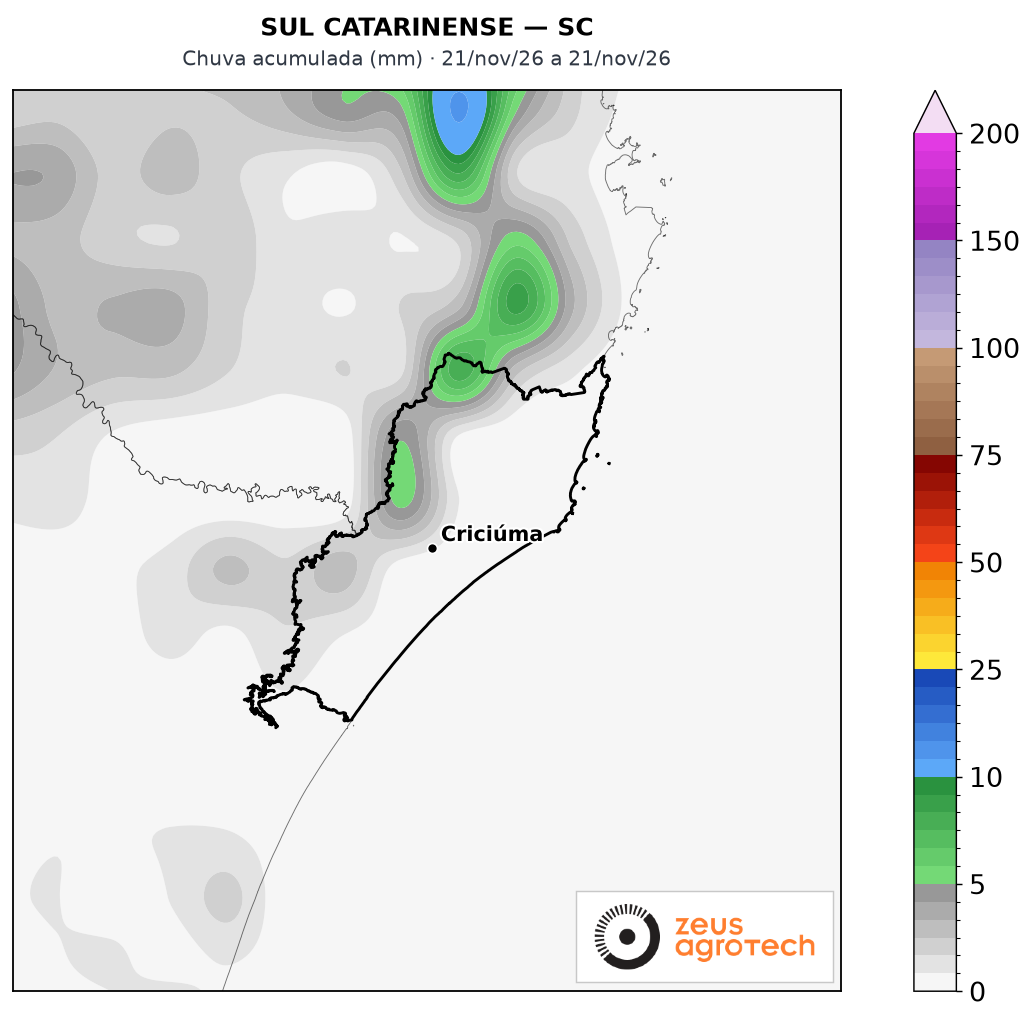 SUL CATARINENSE — SC
Chuva acumulada (mm) · 21/nov/26 a 21/nov/26
200
150
100
75
50
25
10
5
0
Criciúma
zeus
agrotech